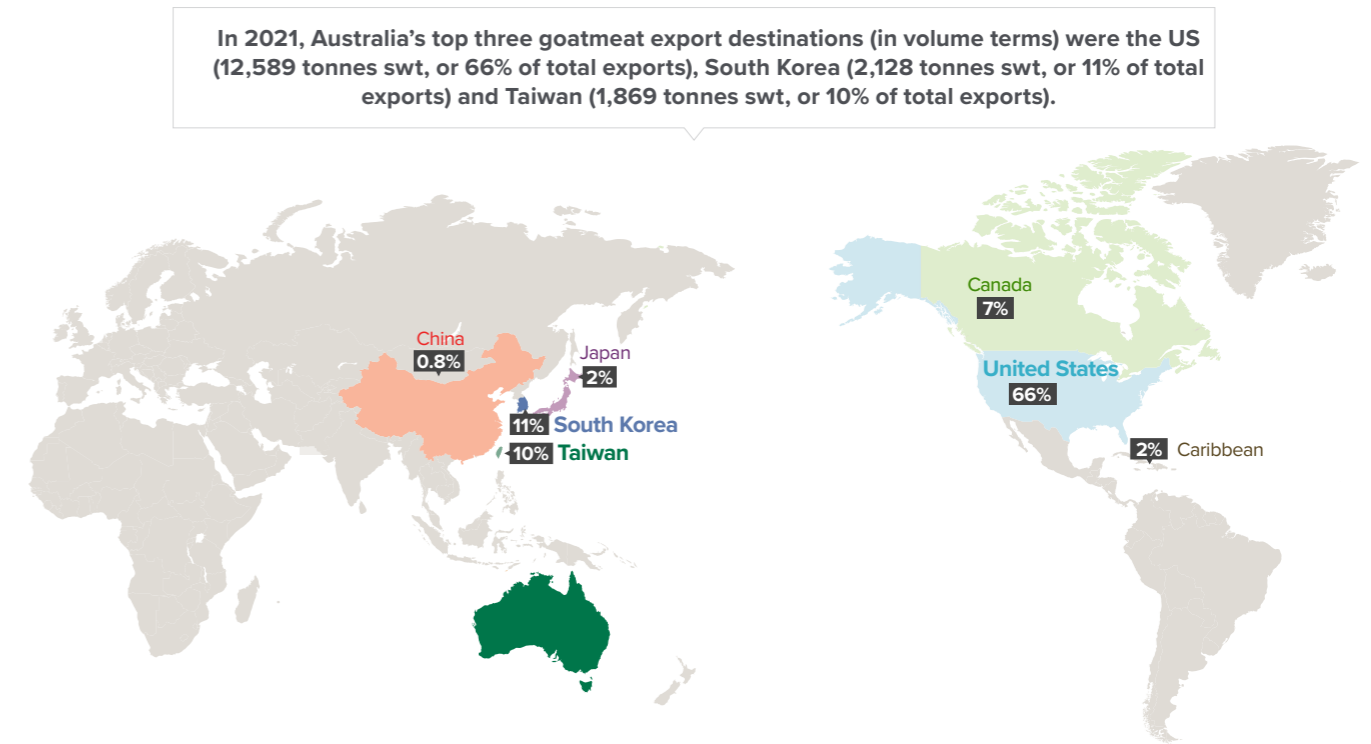 In 2021, Australia’s top three goatmeat export destinations (in volume terms) were the US
(12,589 tonnes swt, or 66% of total exports), South Korea (2,128 tonnes swt, or 11% of total
exports) and Taiwan (1,869 tonnes swt, or 10% of total exports).
Canada
7%
China
0.8%
Japan
2%
United States
66%
11% South Korea
10% Taiwan
2% Caribbean